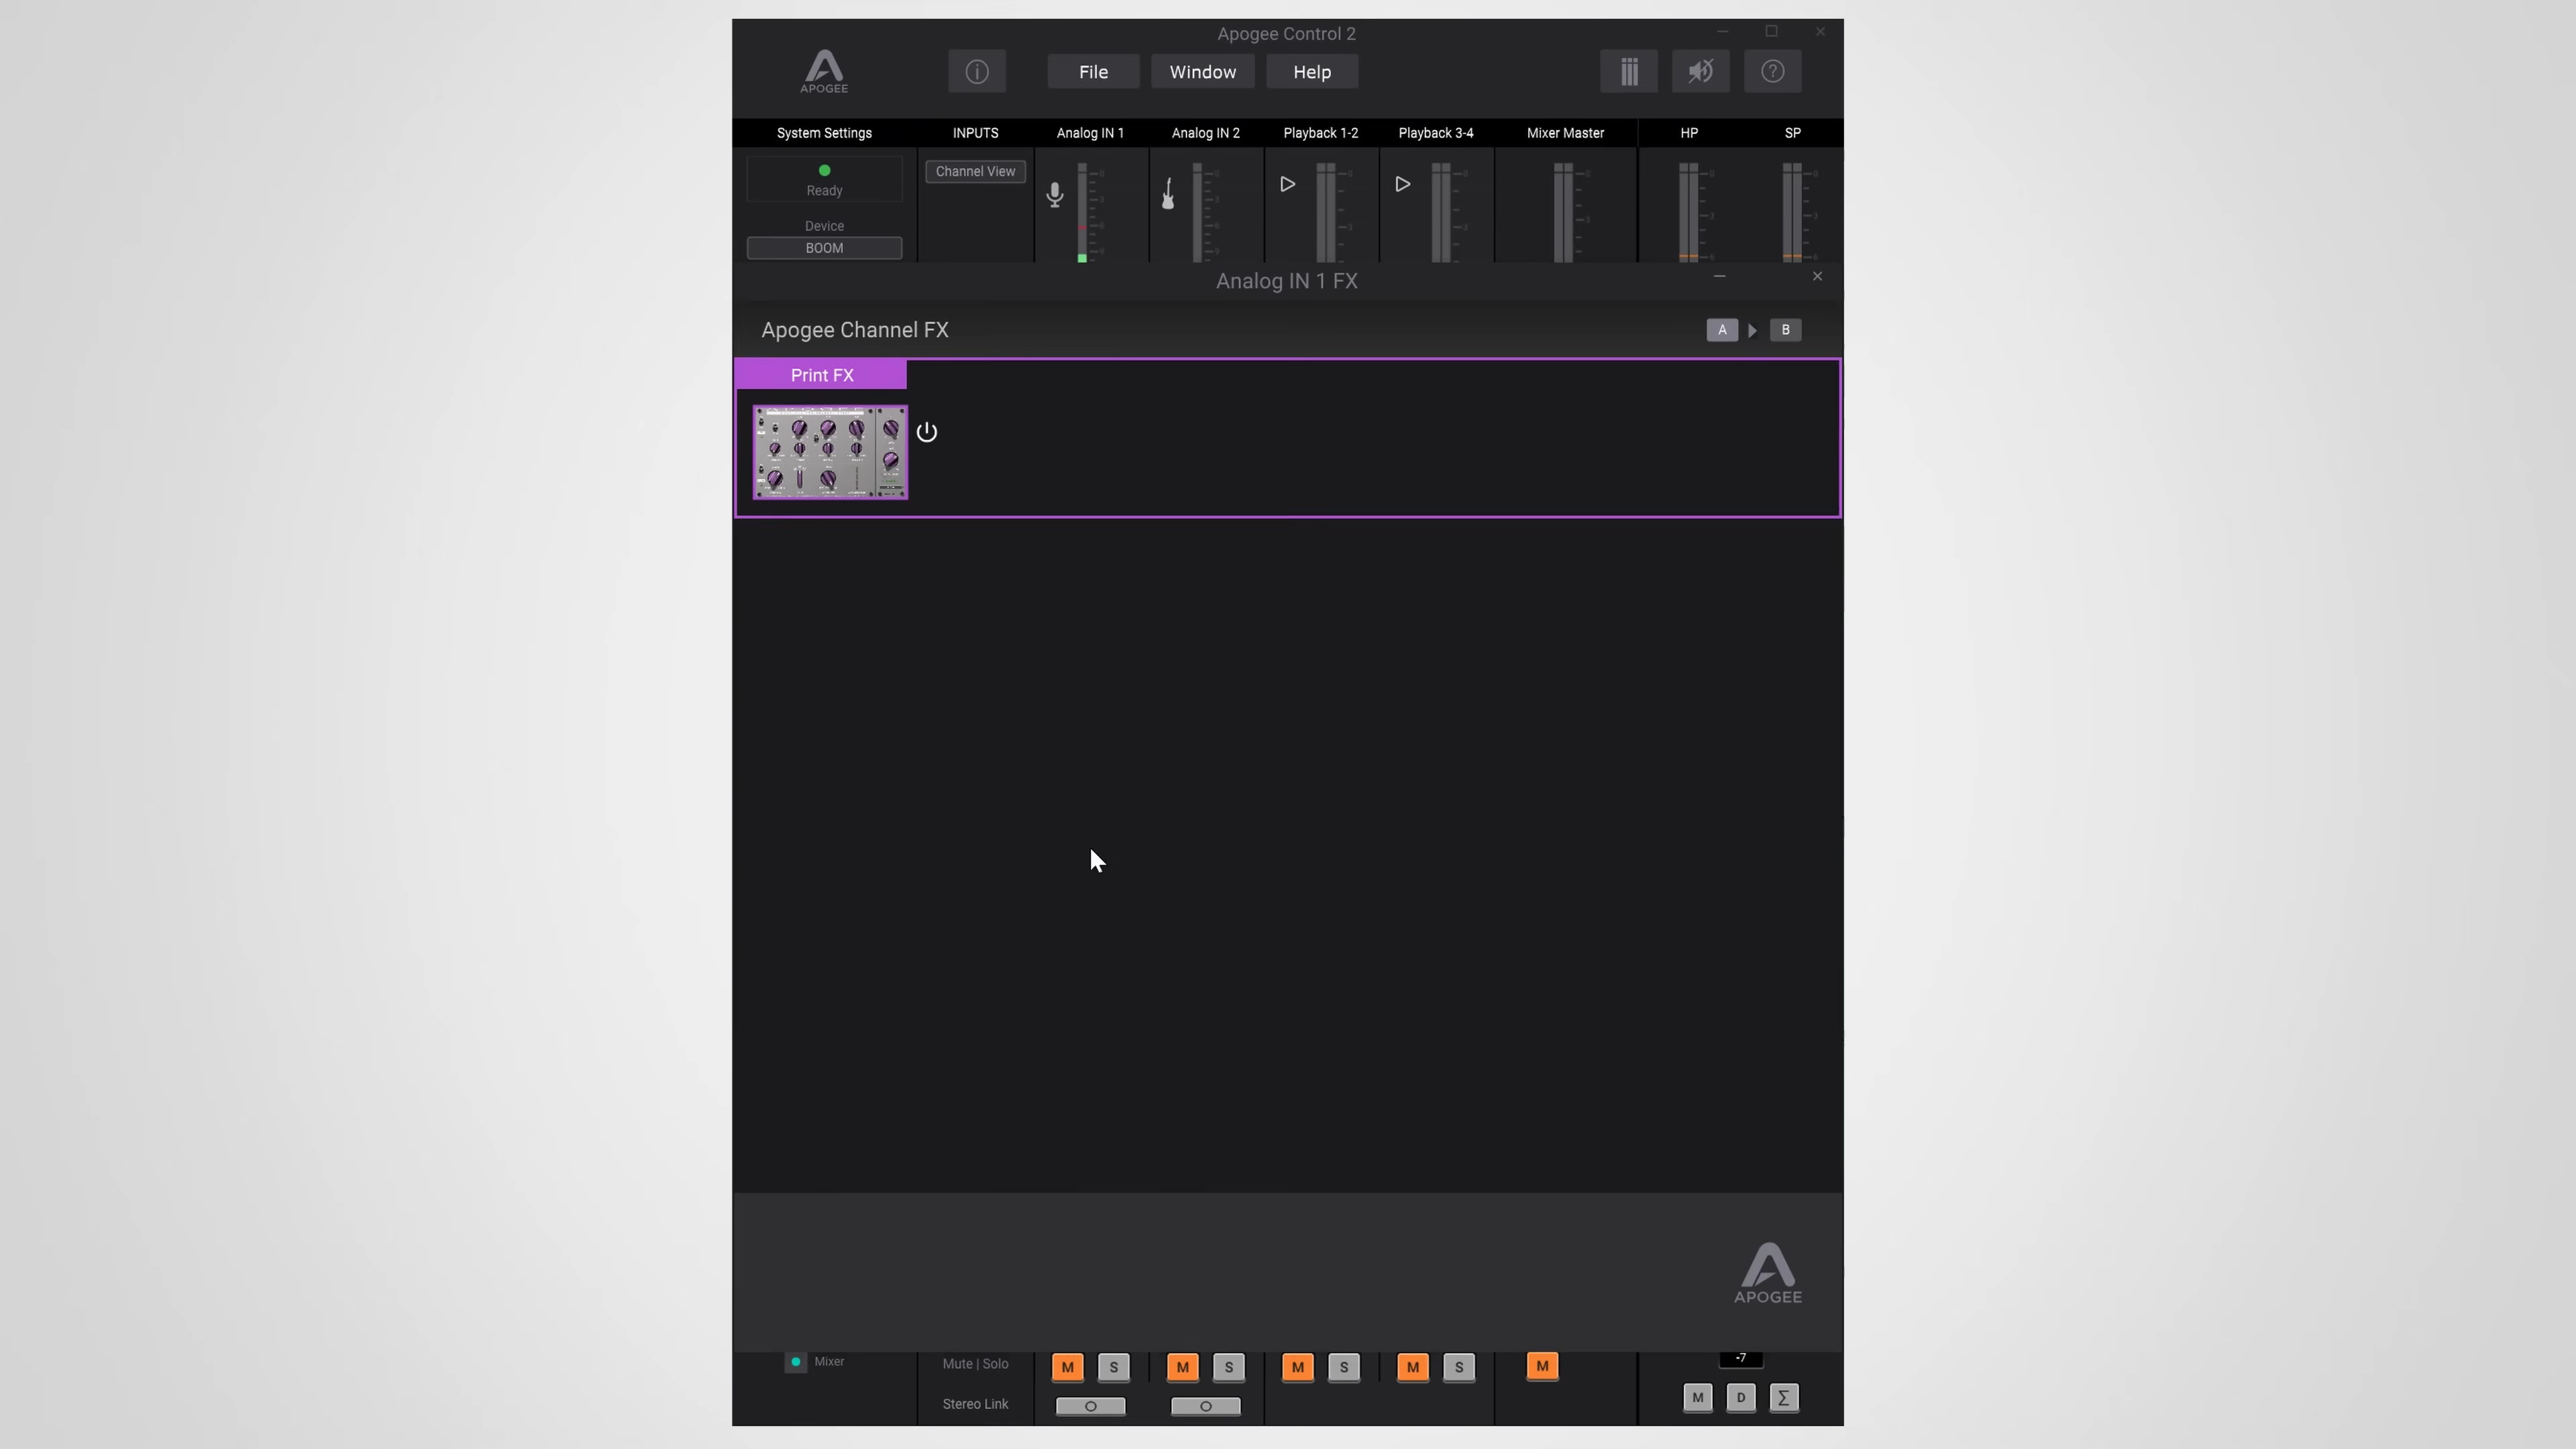 Apogee Control 2
APOGEE
File Window Help
System Settings INPUTS Analog IN 1 Analog IN 2 Playback 1-2 Playback 3-4 Mixer Master HP SP
Ready
Channel View
Device
BOOM
Analog IN 1 FX
Apogee Channel FX
A B
Print FX
APOGEE
Mixer
Mute | Solo
M S M S M S M S M
-7
Stereo Link
M D Σ